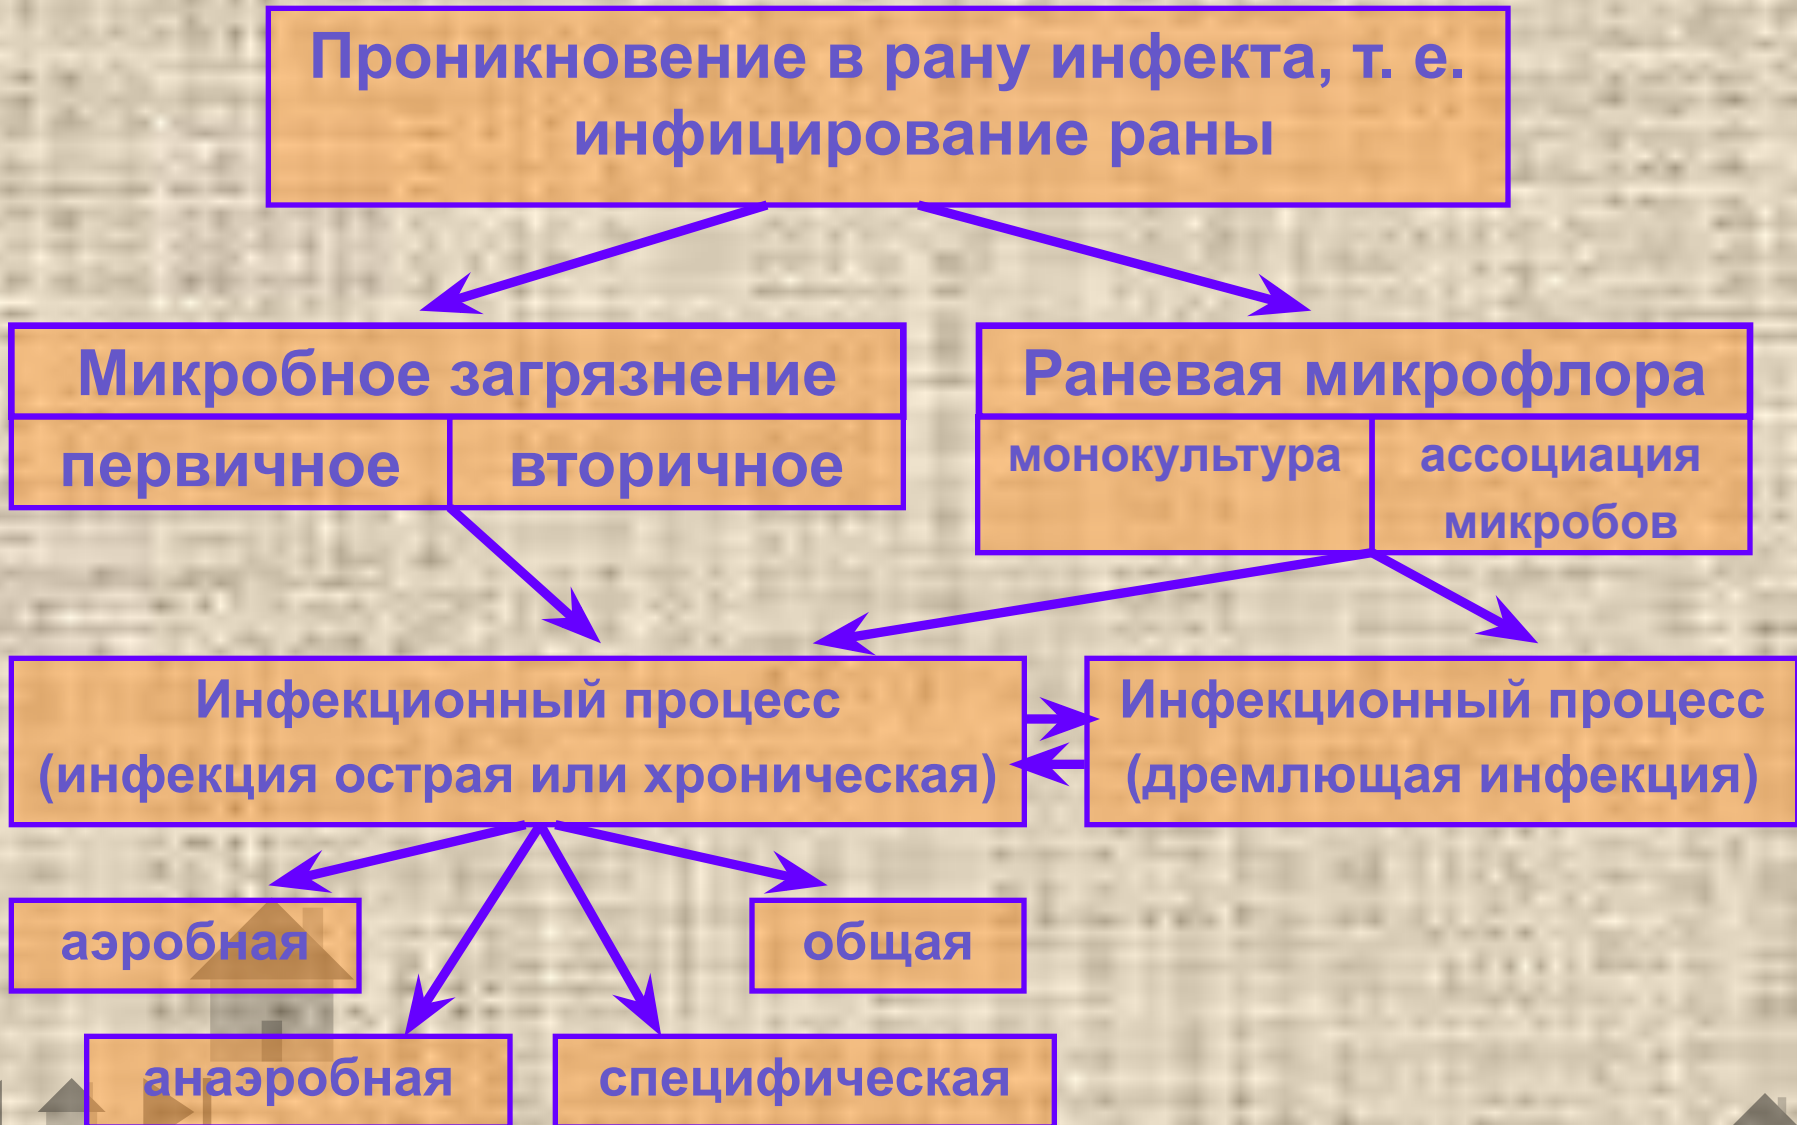 Проникновение в рану инфекта, т. е.
инфицирование раны
Микробное загрязнение
первичное
вторичное
Раневая микрофлора
монокультура
ассоциация
микробов
Инфекционный процесс
(инфекция острая или хроническая)
Инфекционный процесс
(дремлющая инфекция)
аэробная
общая
анаэробная
специфическая